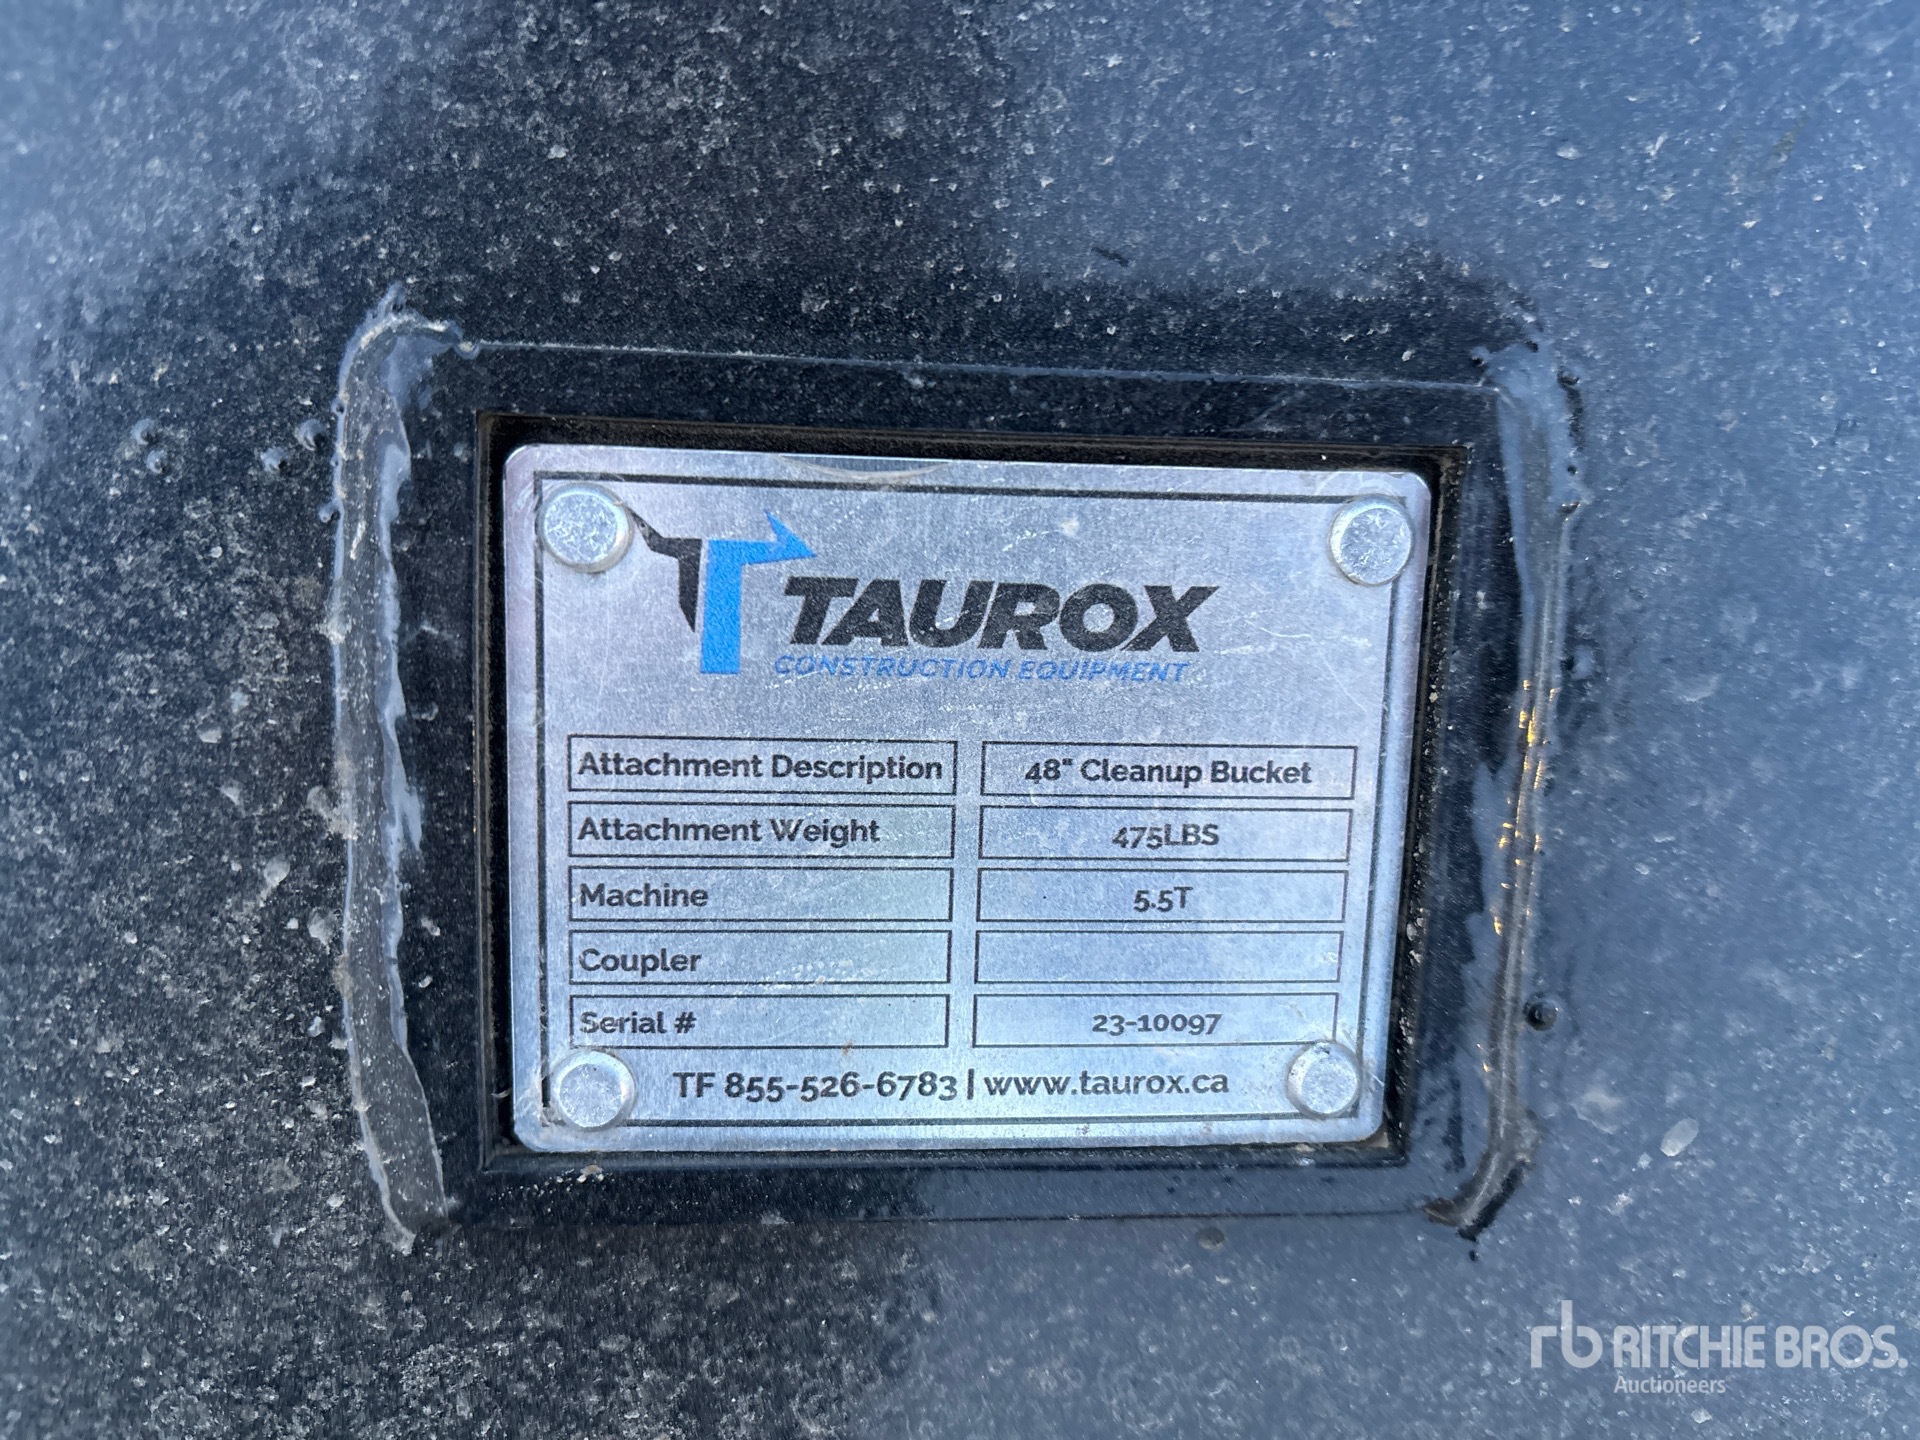 TAUROX
CONSTRUCTION EQUIPMENT
Attachment Description 48" Cleanup Bucket
Attachment Weight 475LBS
Machine 5.5T
Coupler
Serial # 23-10097
TF 855-526-6783 | www.taurox.ca
rb RITCHIE BROS.
Auctioneers